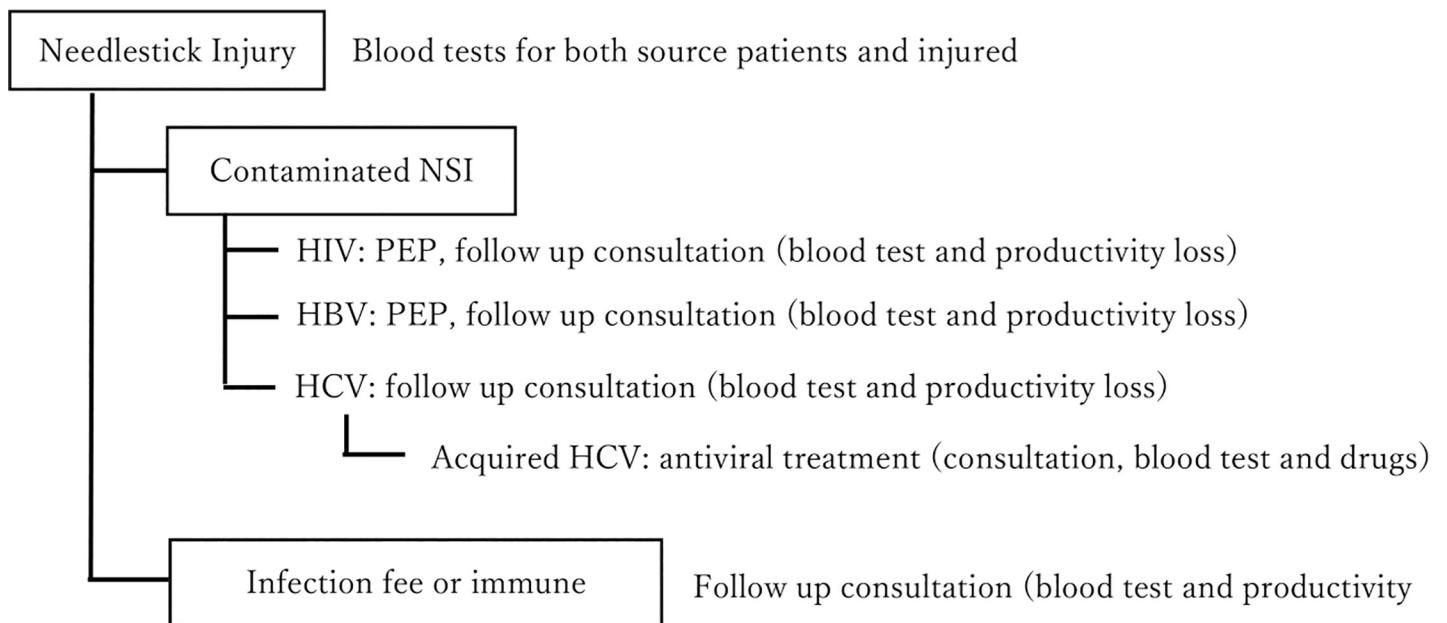 Needlestick Injury
Blood tests for both source patients and injured
Contaminated NSI
HIV: PEP, follow up consultation (blood test and productivity loss)
HBV: PEP, follow up consultation (blood test and productivity loss)
HCV: follow up consultation (blood test and productivity loss)
Acquired HCV: antiviral treatment (consultation, blood test and drugs)
Infection fee or immune
Follow up consultation (blood test and productivity